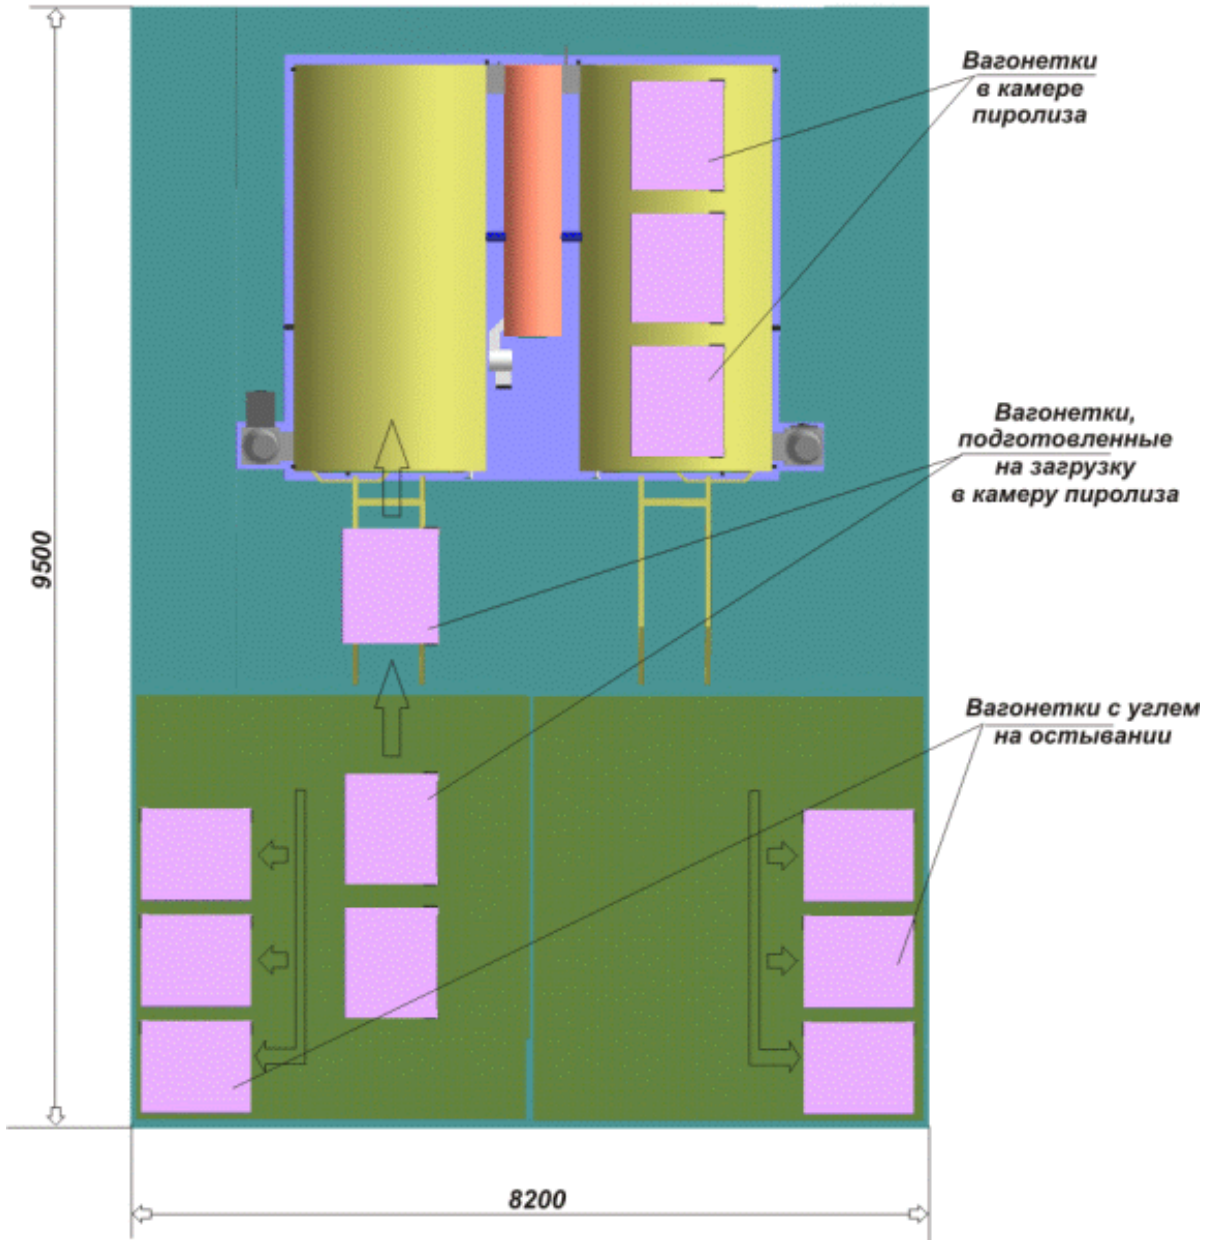 Вагонетки
в камере
пиролиза
Вагонетки,
подготовленные
на загрузку
в камеру пиролиза
9500
Вагонетки с углем
на остывании
8200